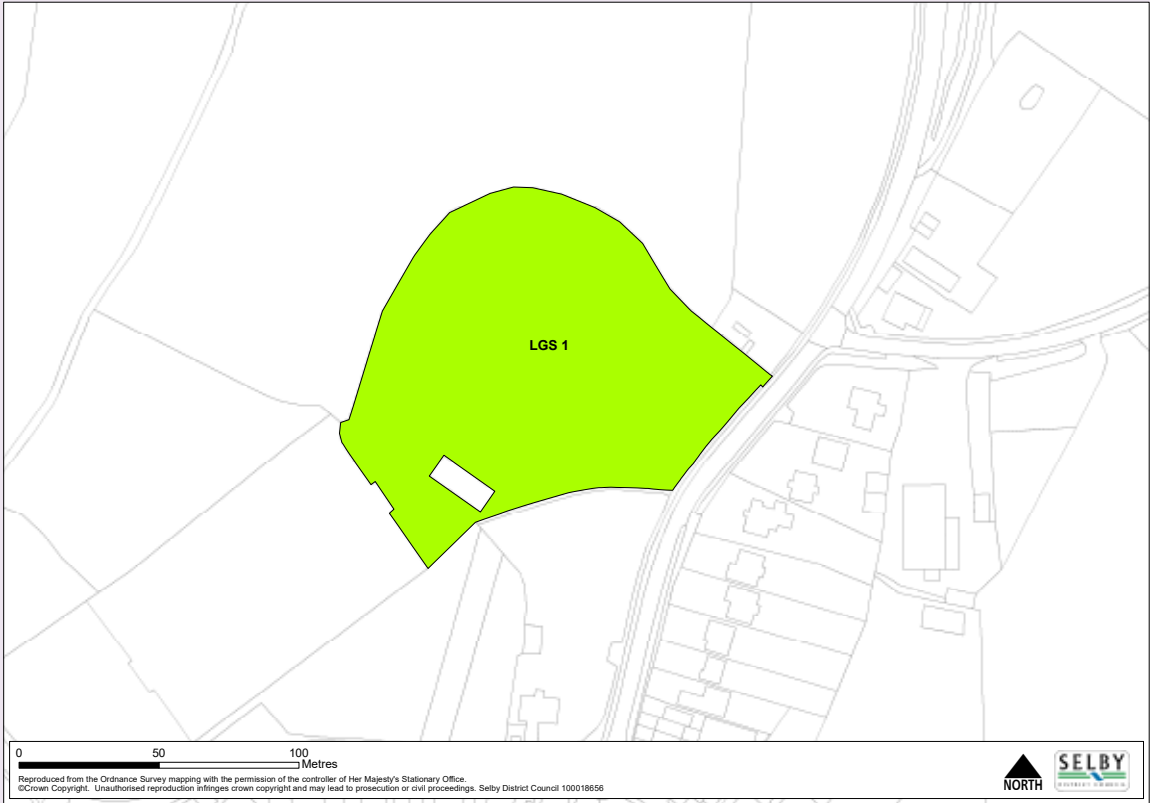 LGS 1
0 50 100
Metres
Reproduced from the Ordnance Survey mapping with the permission of the controller of Her Majesty's Stationary Office.
©Crown Copyright. Unauthorised reproduction infringes crown copyright and may lead to prosecution or civil proceedings. Selby District Council 100018656
NORTH
SELBY
DISTRICT COUNCIL